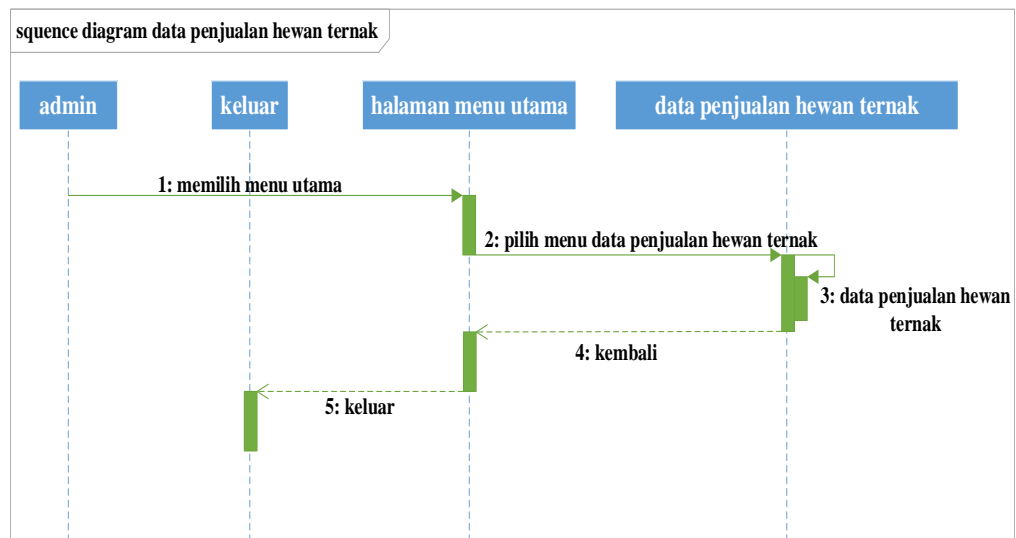 squence diagram data penjualan hewan ternak
admin
keluar
halaman menu utama
data penjualan hewan ternak
1: memilih menu utama
2: pilih menu data penjualan hewan ternak
3: data penjualan hewan
ternak
4: kembali
5: keluar